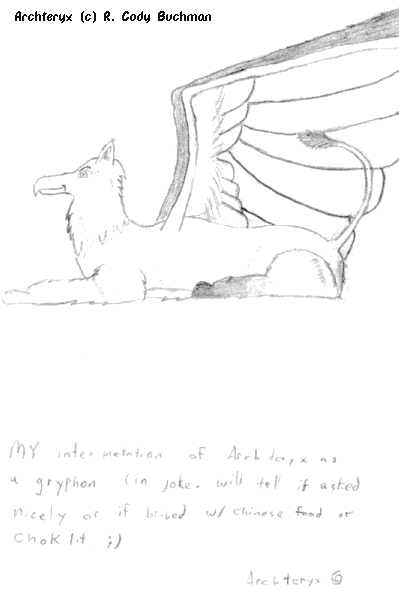 Archteryx (c) R. Cody Buchman
MY interpretation of Archteryx as
a gryphon (in joke. will tell if asked
nicely or if bribed w/ chinese food or
Choklit ;)
Archteryx ©